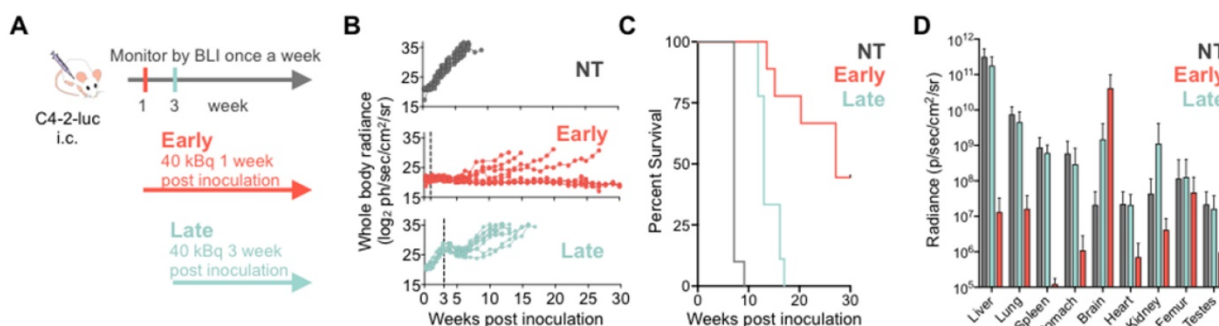 A
Monitor by BLI once a week
1 3 week
C4-2-luc
i.c.
Early
40 kBq 1 week
post inoculation
Late
40 kBq 3 week
post inoculation
B
Whole body radiance
(log2 ph/sec/cm2/sr)
35
25
15
NT
35
25
15
Early
35
25
15
Late
0 3 5 10 15 20 25 30
Weeks post inoculation
C
Percent Survival
100
75
50
25
0
NT
Early
Late
0 10 20 30
Weeks post inoculation
D
Radiance (p/sec/cm2/sr)
10^12
10^11
10^10
10^9
10^8
10^7
10^6
10^5
NT
Early
Late
Liver
Lung
Spleen
Brain
Heart
Kidney
Femur
Testes